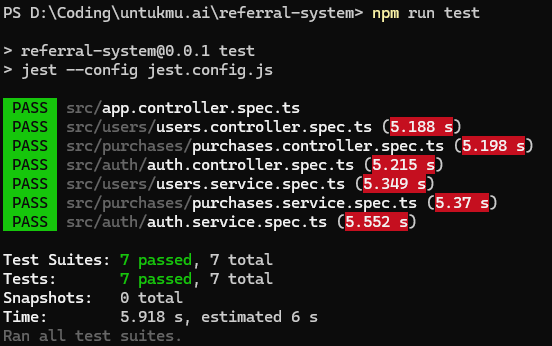 PS D:\Coding\untukmu.ai\referral-system> npm run test
> referral-system@0.0.1 test
> jest --config jest.config.js
PASS src/app.controller.spec.ts
PASS src/users/users.controller.spec.ts (5.188 s)
PASS src/purchases/purchases.controller.spec.ts (5.198 s)
PASS src/auth/auth.controller.spec.ts (5.215 s)
PASS src/users/users.service.spec.ts (5.349 s)
PASS src/purchases/purchases.service.spec.ts (5.37 s)
PASS src/auth/auth.service.spec.ts (5.552 s)
Test Suites: 7 passed, 7 total
Tests: 7 passed, 7 total
Snapshots: 0 total
Time: 5.918 s, estimated 6 s
Ran all test suites.